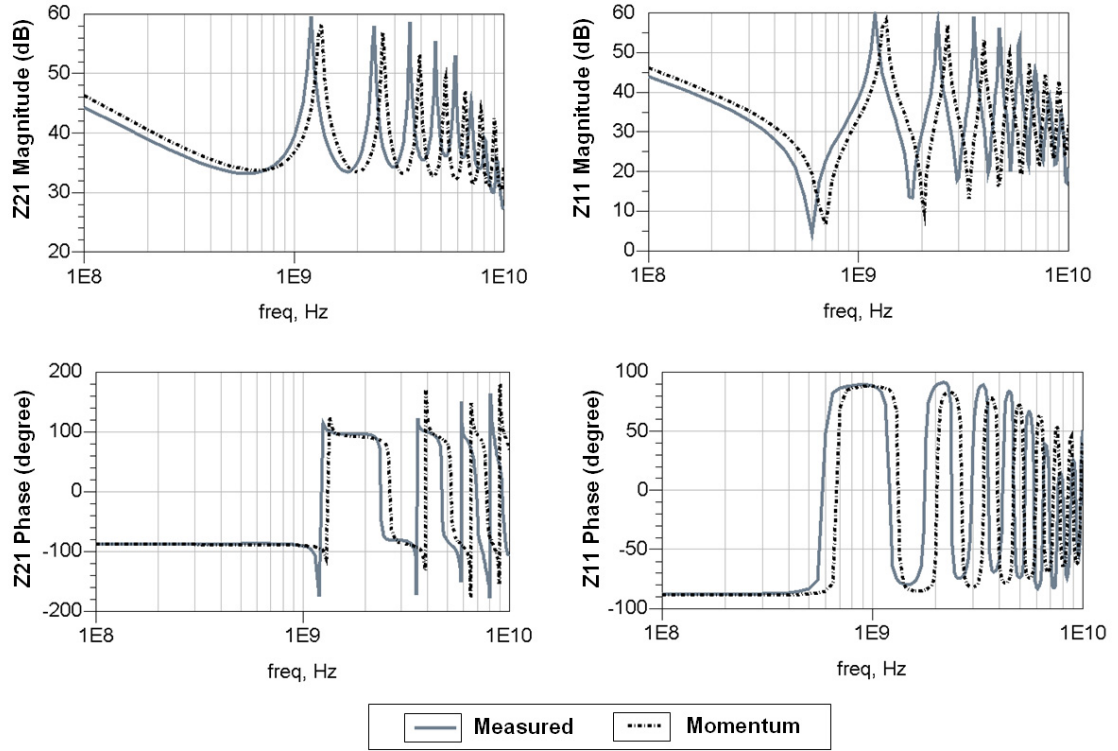 Z21 Magnitude (dB)
60
50
40
30
20
1E8
1E9
1E10
freq, Hz
Z11 Magnitude (dB)
60
50
40
30
20
10
0
1E8
1E9
1E10
freq, Hz
Z21 Phase (degree)
200
100
0
-100
-200
1E8
1E9
1E10
freq, Hz
Z11 Phase (degree)
100
50
0
-50
-100
1E8
1E9
1E10
freq, Hz
Measured
Momentum